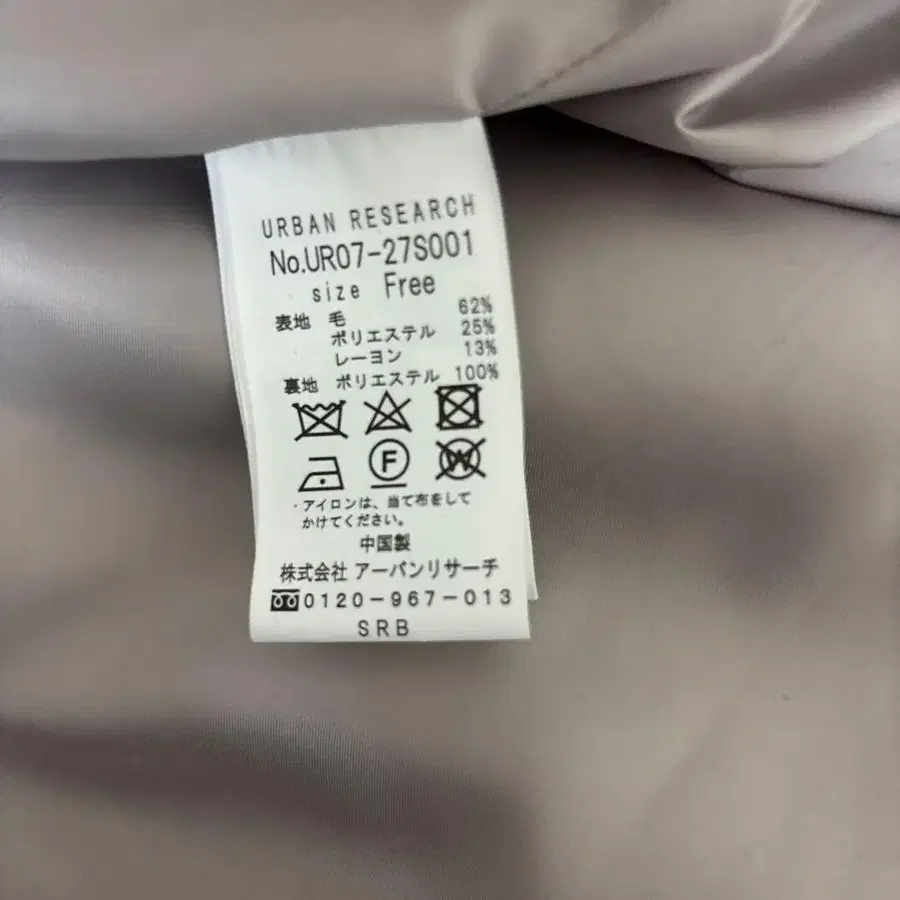 URBAN RESEARCH
No.UR07-27S001
size Free
表地 毛 62%
ポリエステル 25%
レーヨン 13%
裏地 ポリエステル 100%
F W
・アイロンは、当て布をして
かけてください。
中国製
株式会社 アーバンリサーチ
0120-967-013
SRB